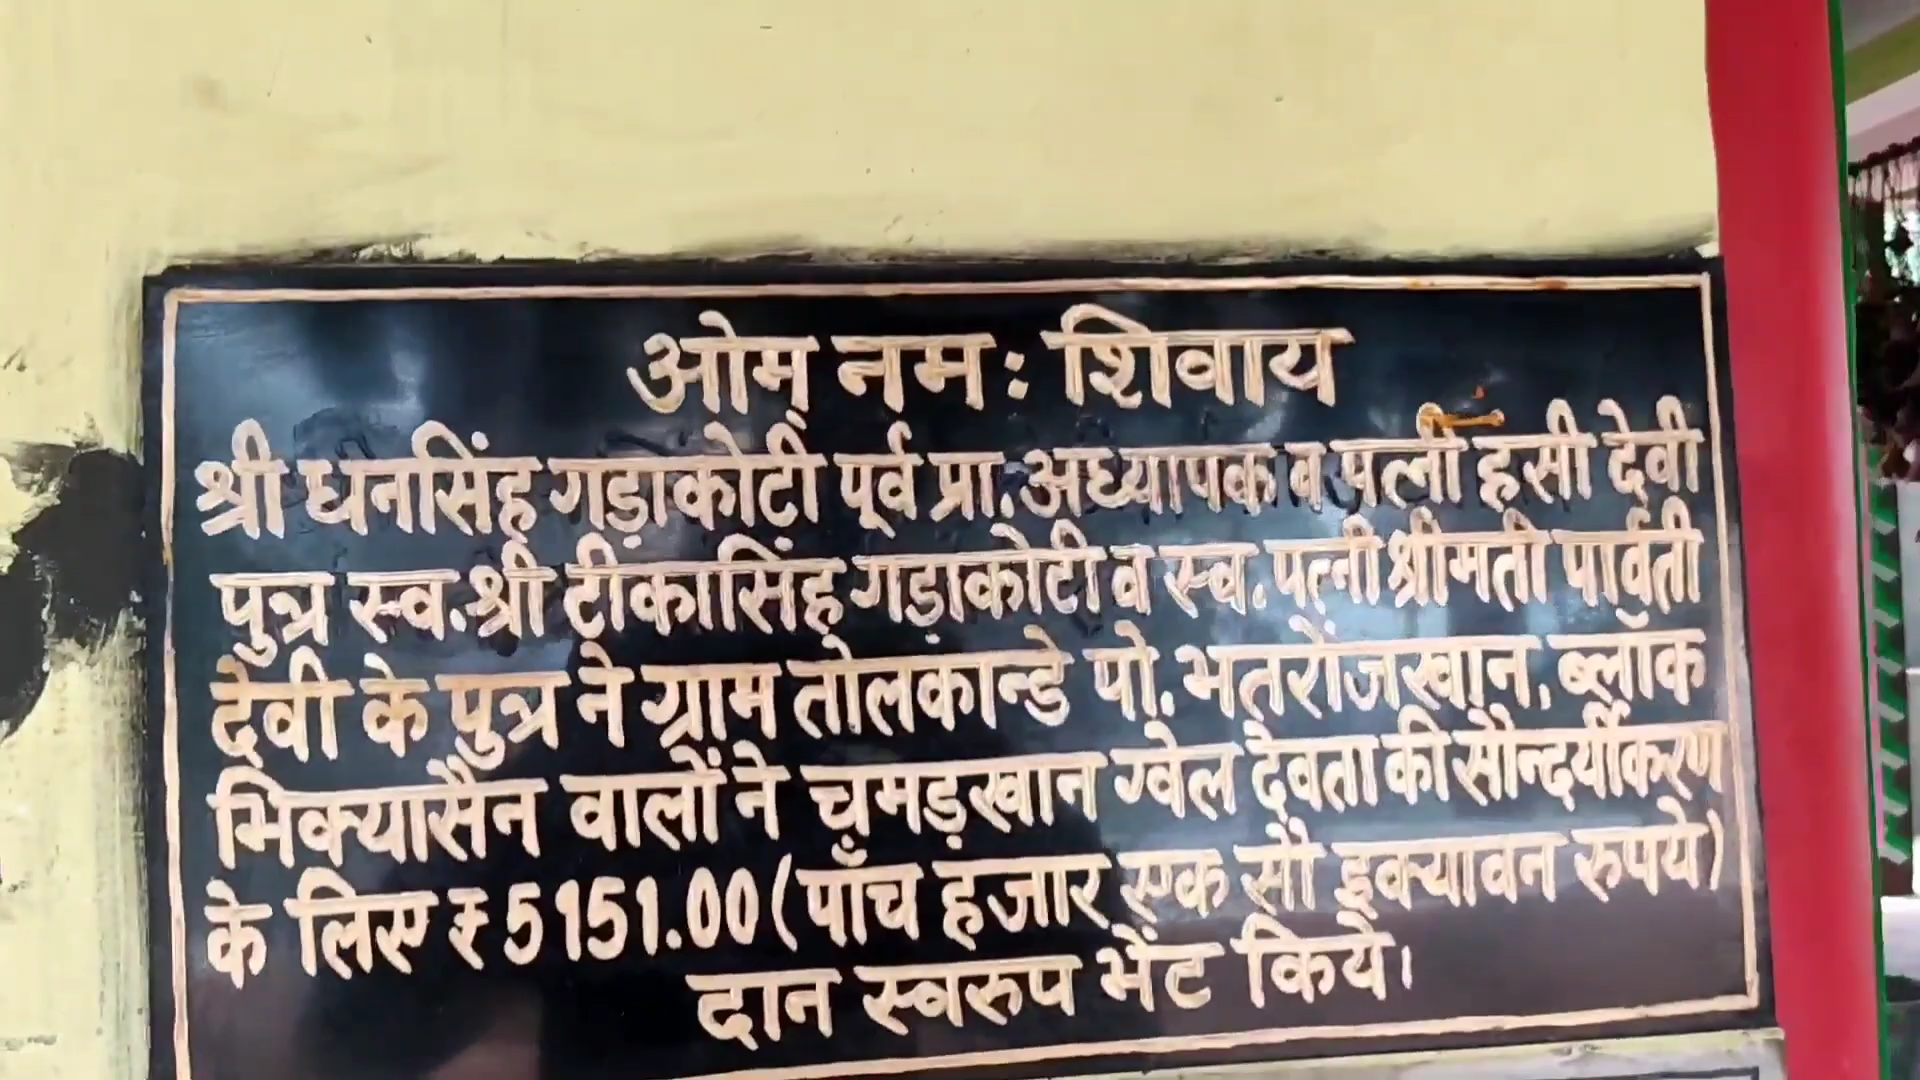 ओम् नमः शिवाय
श्री धनसिंह गड़ाकोटी पूर्व प्रा. अध्यापक व पत्नी हंसी देवी
पुत्र स्व. श्री टीकासिंह गड़ाकोटी व स्व. पत्नी श्रीमती पार्वती
देवी के पुत्र ने ग्राम तोलकान्डे पो. भतरोंजखान, ब्लॉक
भिक्यासैन वालों ने चमड़खान ग्वेल देवता की सौन्दर्यीकरण
के लिए ₹ 5151.00 (पाँच हजार एक सौ इक्यावन रुपये)
दान स्वरुप भेंट किये।